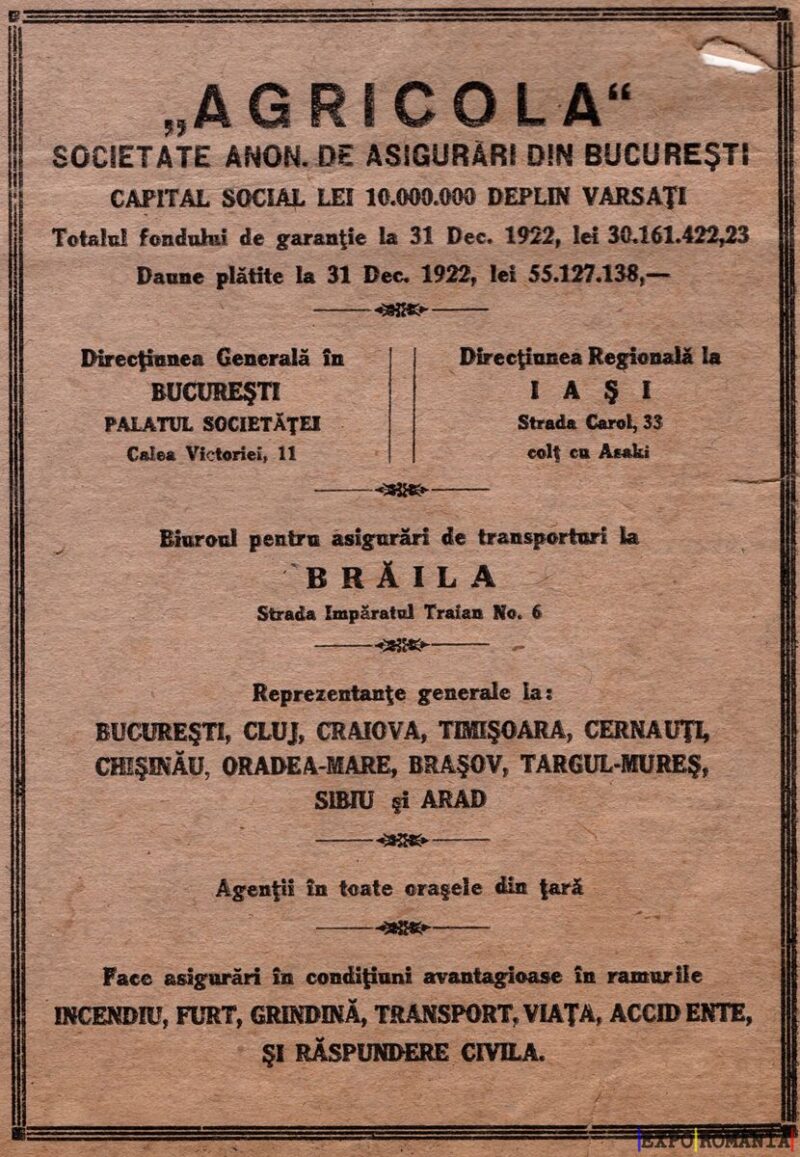 „AGRICOLA“
SOCIETATE ANON. DE ASIGURĂRI DIN BUCUREŞTI
CAPITAL SOCIAL LEI 10.000.000 DEPLIN VARSAŢI
Totalul fondului de garanţie la 31 Dec. 1922, lei 30.161.422,23
Daune plătite la 31 Dec. 1922, lei 55.127.138,—
Direcţiunea Generală în
BUCUREŞTI
PALATUL SOCIETĂŢEI
Calea Victoriei, 11
Direcţiunea Regională la
IAŞI
Strada Carol, 33
colţ cu Asaki
Biuroul pentru asigurări de transporturi la
BRĂILA
Strada Impăratul Traian No. 6
Reprezentanţe generale la:
BUCUREŞTI, CLUJ, CRAIOVA, TIMIŞOARA, CERNAUŢI,
CHIŞINĂU, ORADEA-MARE, BRAŞOV, TARGUL-MUREŞ,
SIBIU şi ARAD
Agenţii în toate oraşele din ţară
Face asigurări în condiţiuni avantagioase în ramurile
INCENDIU, FURT, GRINDINĂ, TRANSPORT, VIAŢA, ACCIDENTE,
ŞI RĂSPUNDERE CIVILA.
EXPO ROMANIA